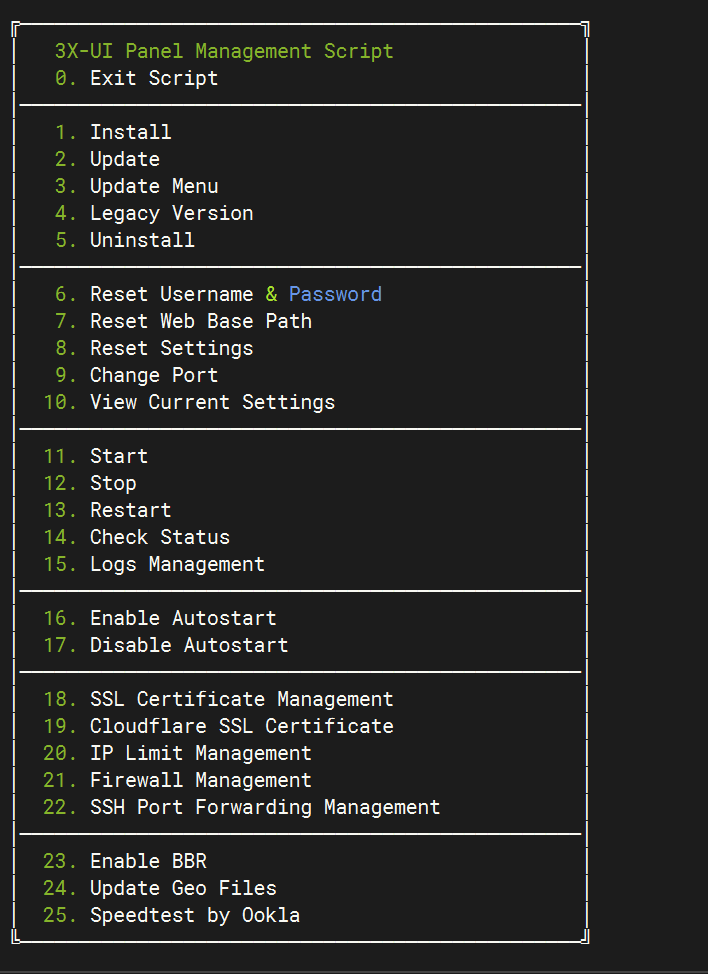 3X-UI Panel Management Script
0. Exit Script
1. Install
2. Update
3. Update Menu
4. Legacy Version
5. Uninstall
6. Reset Username & Password
7. Reset Web Base Path
8. Reset Settings
9. Change Port
10. View Current Settings
11. Start
12. Stop
13. Restart
14. Check Status
15. Logs Management
16. Enable Autostart
17. Disable Autostart
18. SSL Certificate Management
19. Cloudflare SSL Certificate
20. IP Limit Management
21. Firewall Management
22. SSH Port Forwarding Management
23. Enable BBR
24. Update Geo Files
25. Speedtest by Ookla